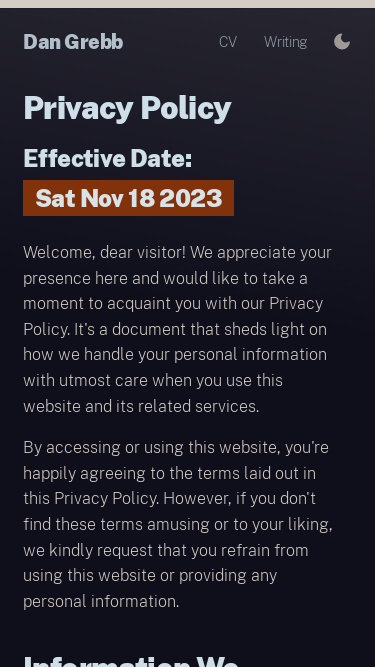 Dan Grebb
CV
Writing
Privacy Policy
Effective Date:
Sat Nov 18 2023
Welcome, dear visitor! We appreciate your
presence here and would like to take a
moment to acquaint you with our Privacy
Policy. It's a document that sheds light on
how we handle your personal information
with utmost care when you use this
website and its related services.
By accessing or using this website, you're
happily agreeing to the terms laid out in
this Privacy Policy. However, if you don't
find these terms amusing or to your liking,
we kindly request that you refrain from
using this website or providing any
personal information.
Information We